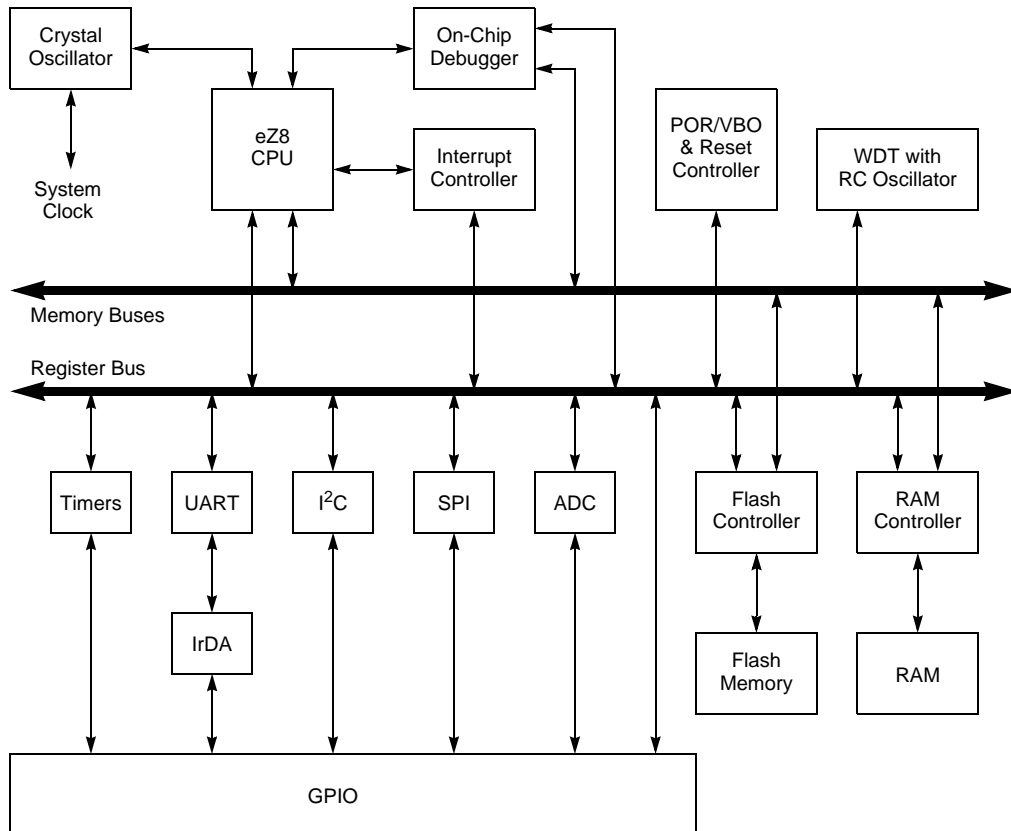 Crystal
Oscillator
On-Chip
Debugger
eZ8
CPU
Interrupt
Controller
POR/VBO
& Reset
Controller
WDT with
RC Oscillator
System
Clock
Memory Buses
Register Bus
Timers
UART
I²C
SPI
ADC
Flash
Controller
RAM
Controller
IrDA
Flash
Memory
RAM
GPIO